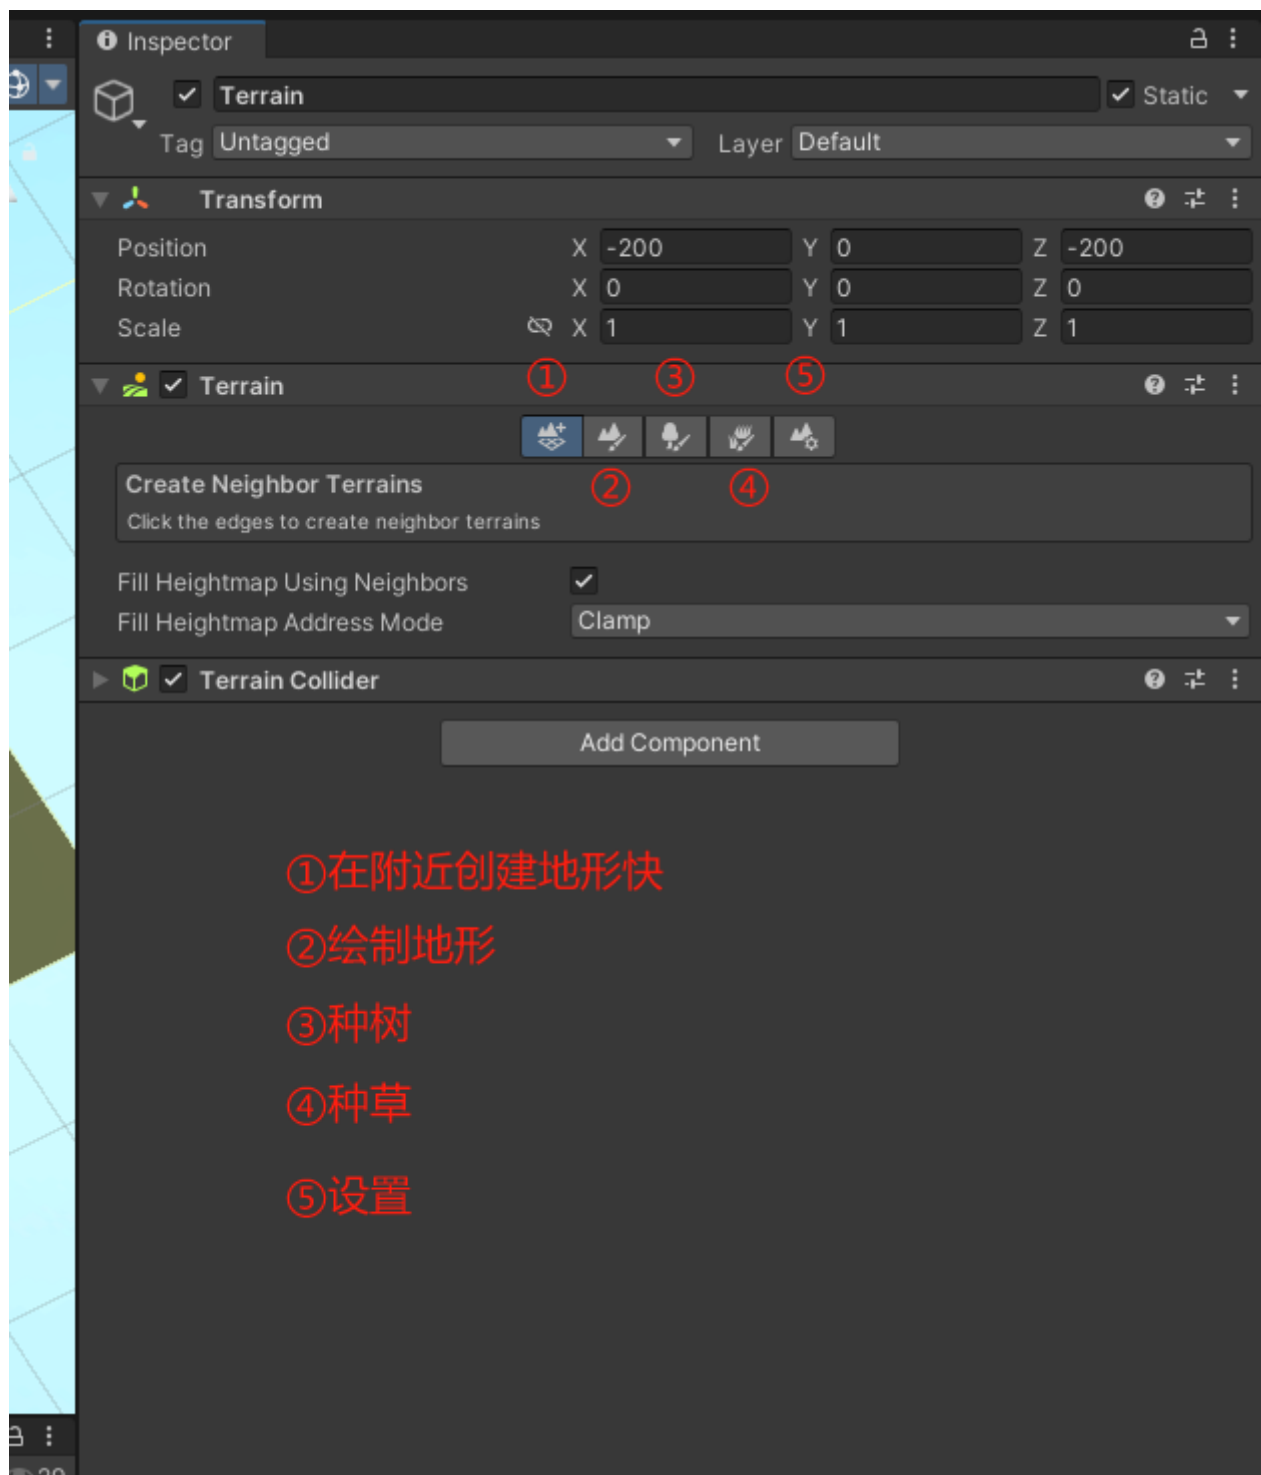 Inspector
Terrain
Static
Tag Untagged Layer Default
Transform
Position X -200 Y 0 Z -200
Rotation X 0 Y 0 Z 0
Scale X 1 Y 1 Z 1
Terrain ① ③ ⑤
Create Neighbor Terrains ② ④
Click the edges to create neighbor terrains
Fill Heightmap Using Neighbors
Fill Heightmap Address Mode Clamp
Terrain Collider
Add Component
①在附近创建地形快
②绘制地形
③种树
④种草
⑤设置